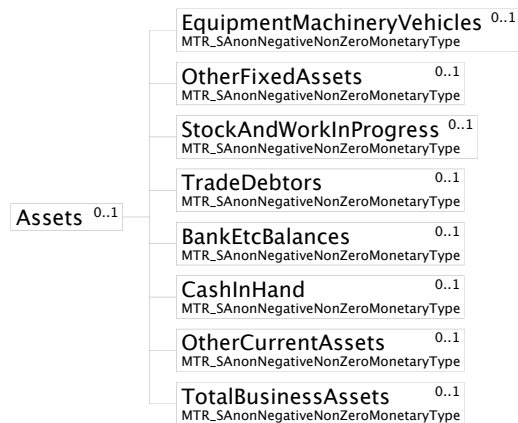 EquipmentMachineryVehicles 0..1
MTR_SAnonNegativeNonZeroMonetaryType
OtherFixedAssets 0..1
MTR_SAnonNegativeNonZeroMonetaryType
StockAndWorkInProgress 0..1
MTR_SAnonNegativeNonZeroMonetaryType
TradeDebtors 0..1
MTR_SAnonNegativeNonZeroMonetaryType
Assets 0..1
BankEtcBalances 0..1
MTR_SAnonNegativeNonZeroMonetaryType
CashInHand 0..1
MTR_SAnonNegativeNonZeroMonetaryType
OtherCurrentAssets 0..1
MTR_SAnonNegativeNonZeroMonetaryType
TotalBusinessAssets 0..1
MTR_SAnonNegativeNonZeroMonetaryType